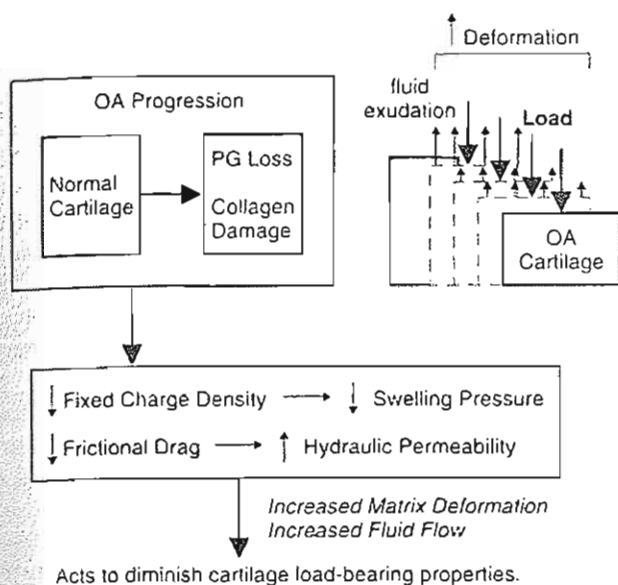 OA Progression
Normal
Cartilage
PG Loss
Collagen
Damage
↑ Deformation
fluid
exudation
Load
OA
Cartilage
↓ Fixed Charge Density → ↓ Swelling Pressure
↓ Frictional Drag → ↑ Hydraulic Permeability
Increased Matrix Deformation
Increased Fluid Flow
Acts to diminish cartilage load-bearing properties.